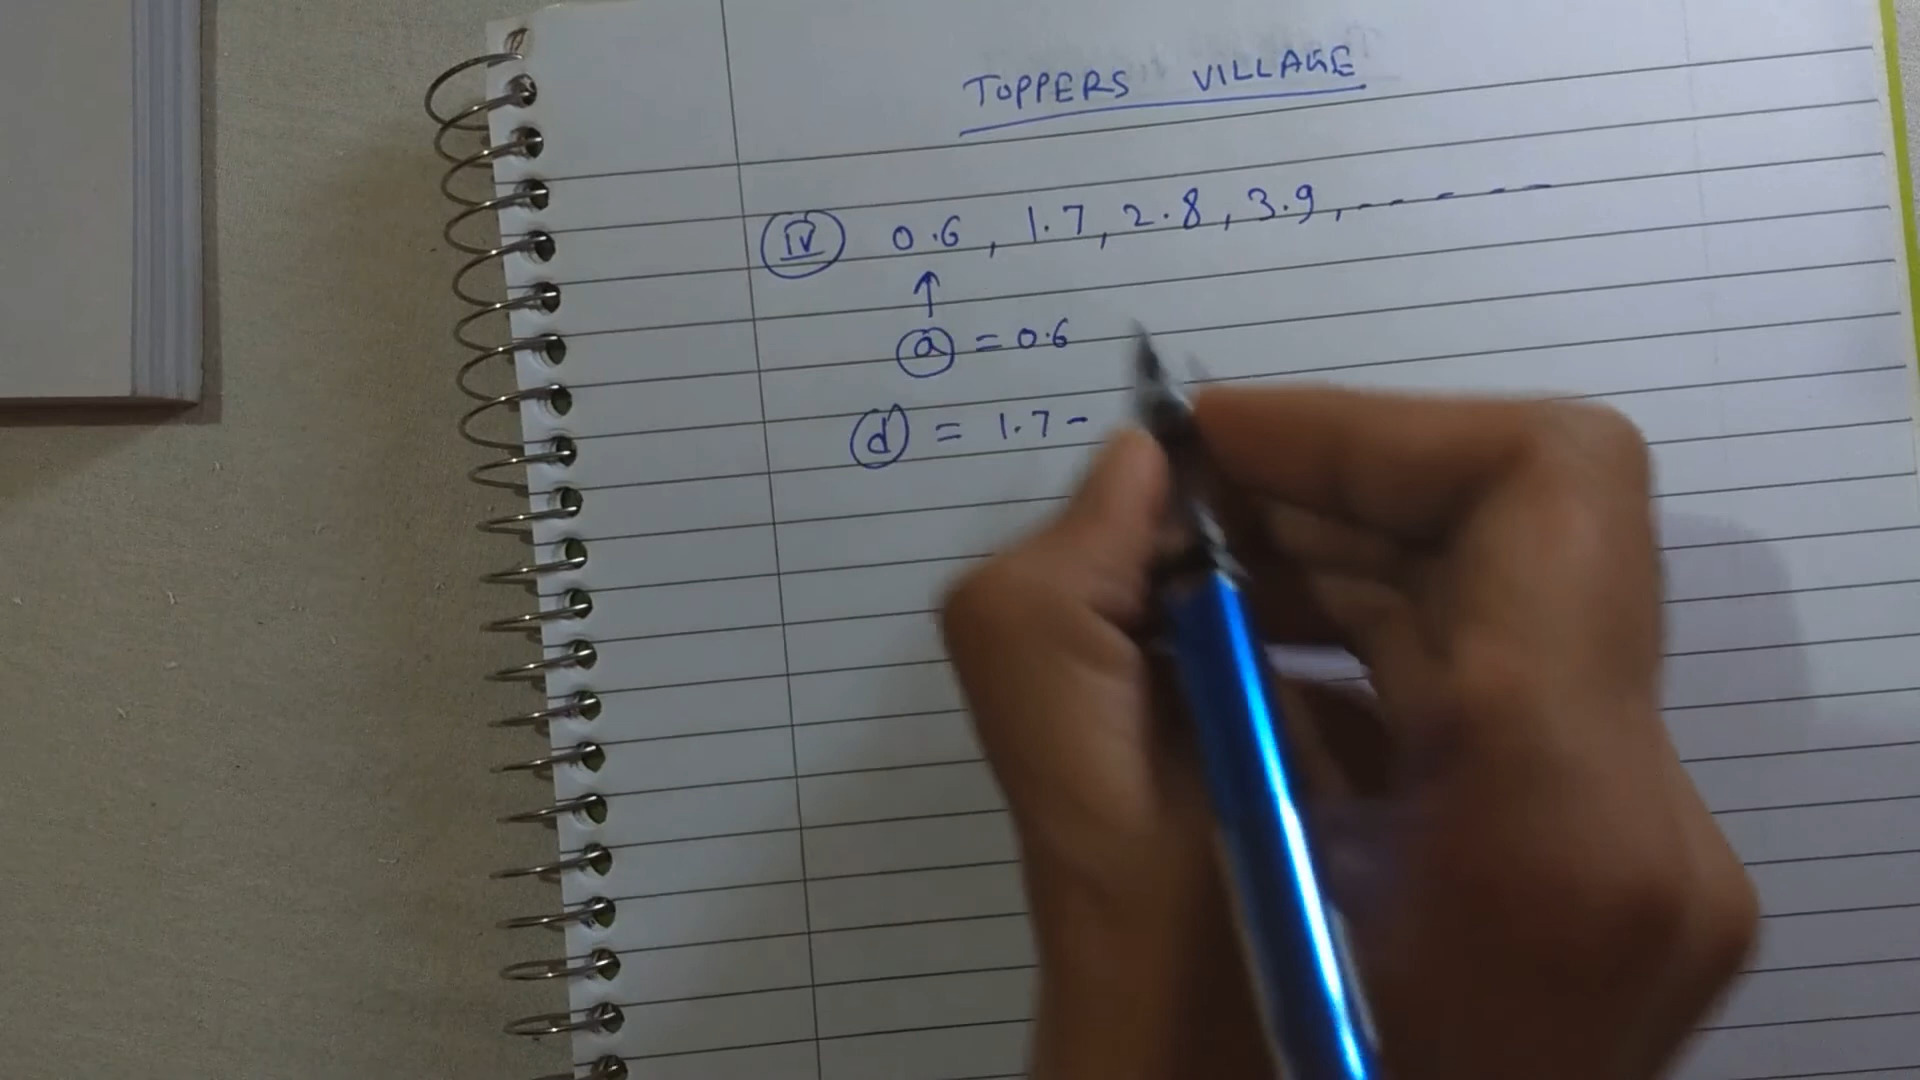 TOPPERS VILLAGE
IV 0.6, 1.7, 2.8, 3.9, ------
↑
a = 0.6
d = 1.7 -